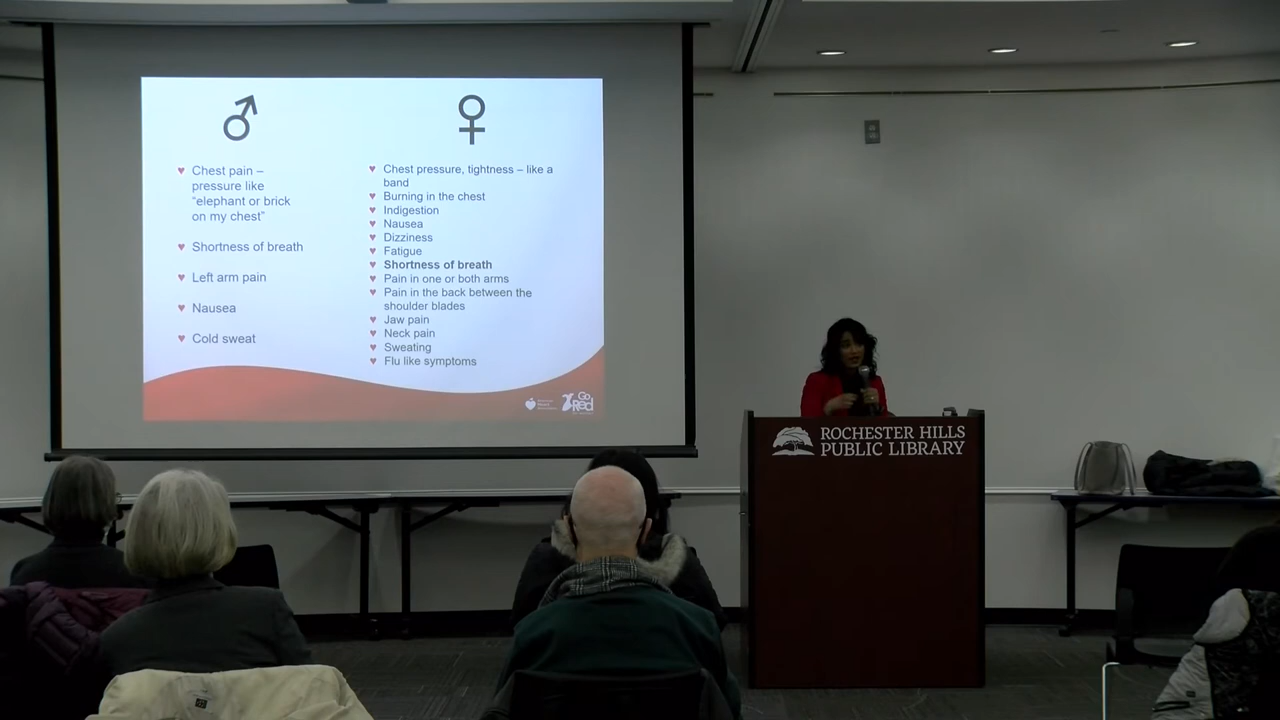 Chest pain –
pressure like
"elephant or brick
on my chest"
Shortness of breath
Left arm pain
Nausea
Cold sweat
Chest pressure, tightness – like a
band
Burning in the chest
Indigestion
Nausea
Dizziness
Fatigue
Shortness of breath
Pain in one or both arms
Pain in the back between the
shoulder blades
Jaw pain
Neck pain
Sweating
Flu like symptoms
American
Heart
Association
Go
Red
ROCHESTER HILLS
PUBLIC LIBRARY